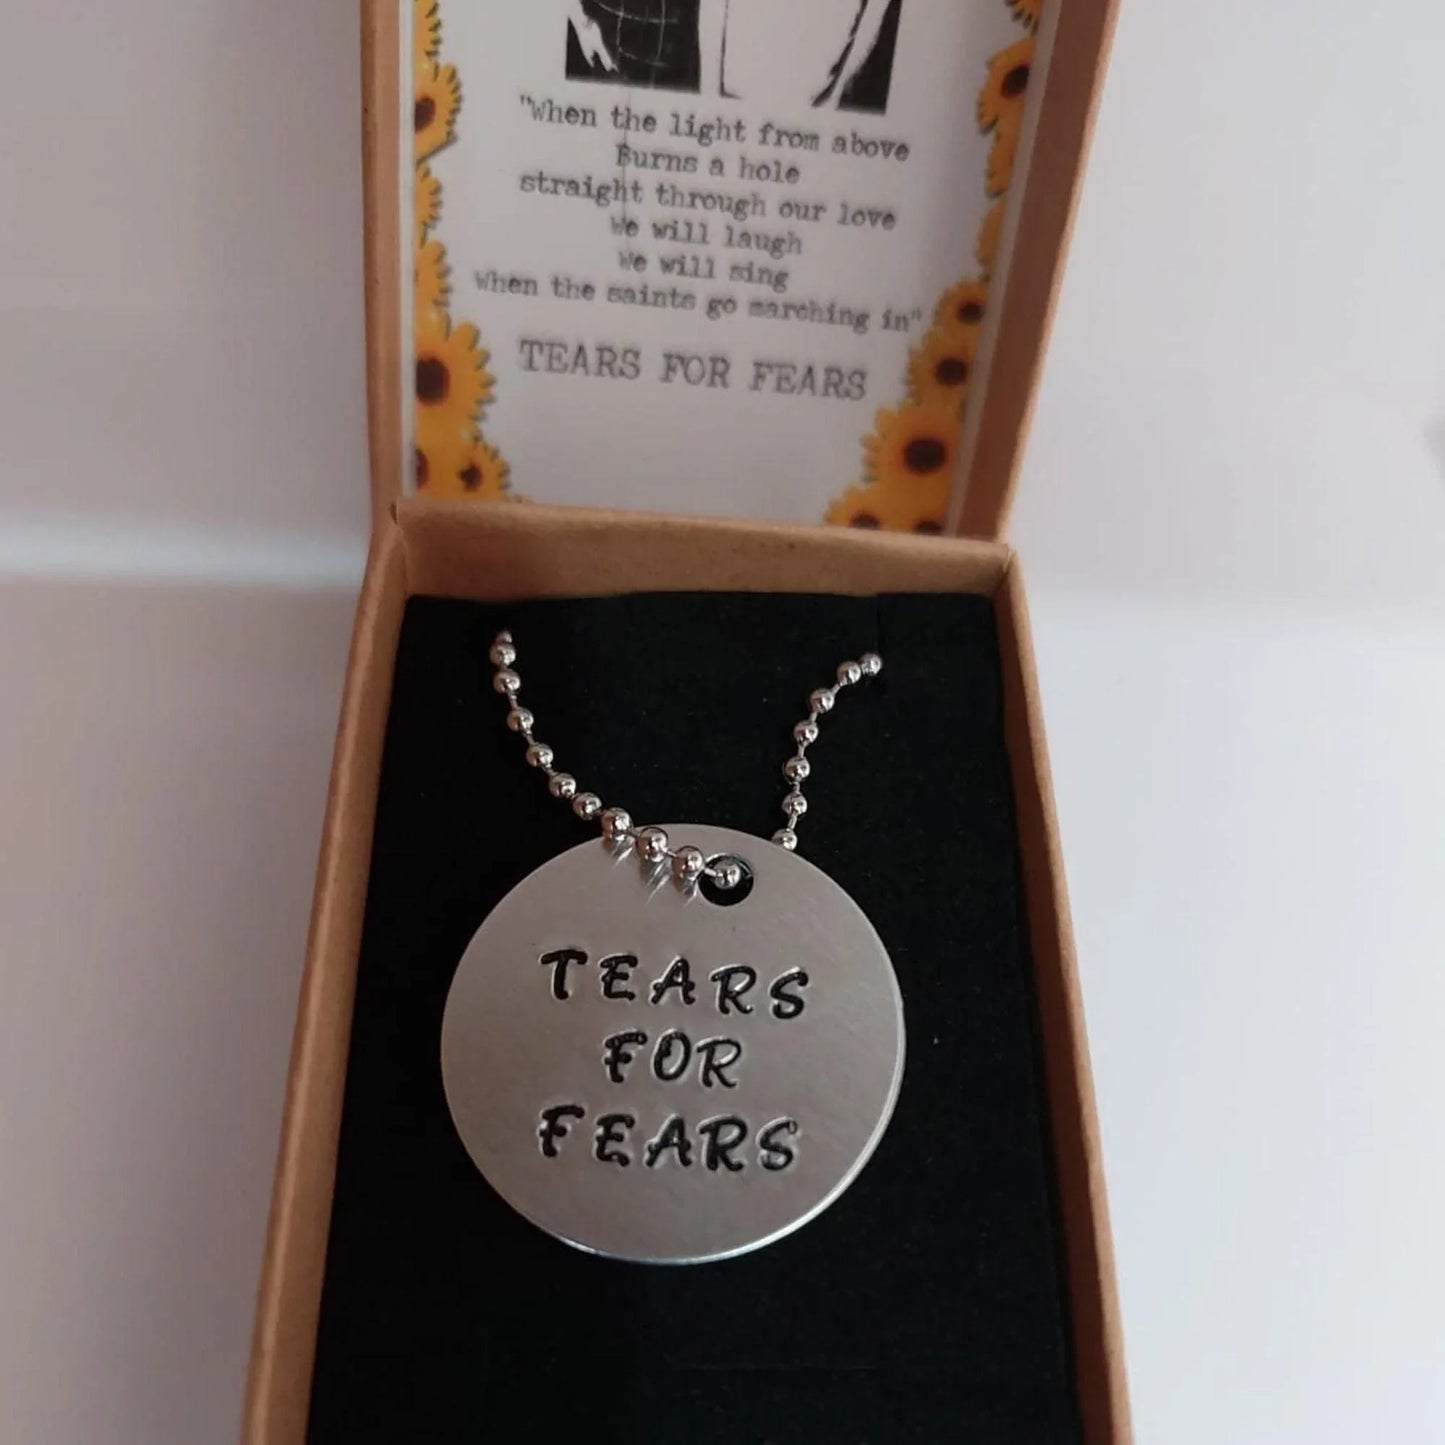 "When the light from above
Burns a hole
straight through our love
We will laugh
We will sing
When the saints go marching in"
TEARS FOR FEARS
TEARS
FOR
FEARS